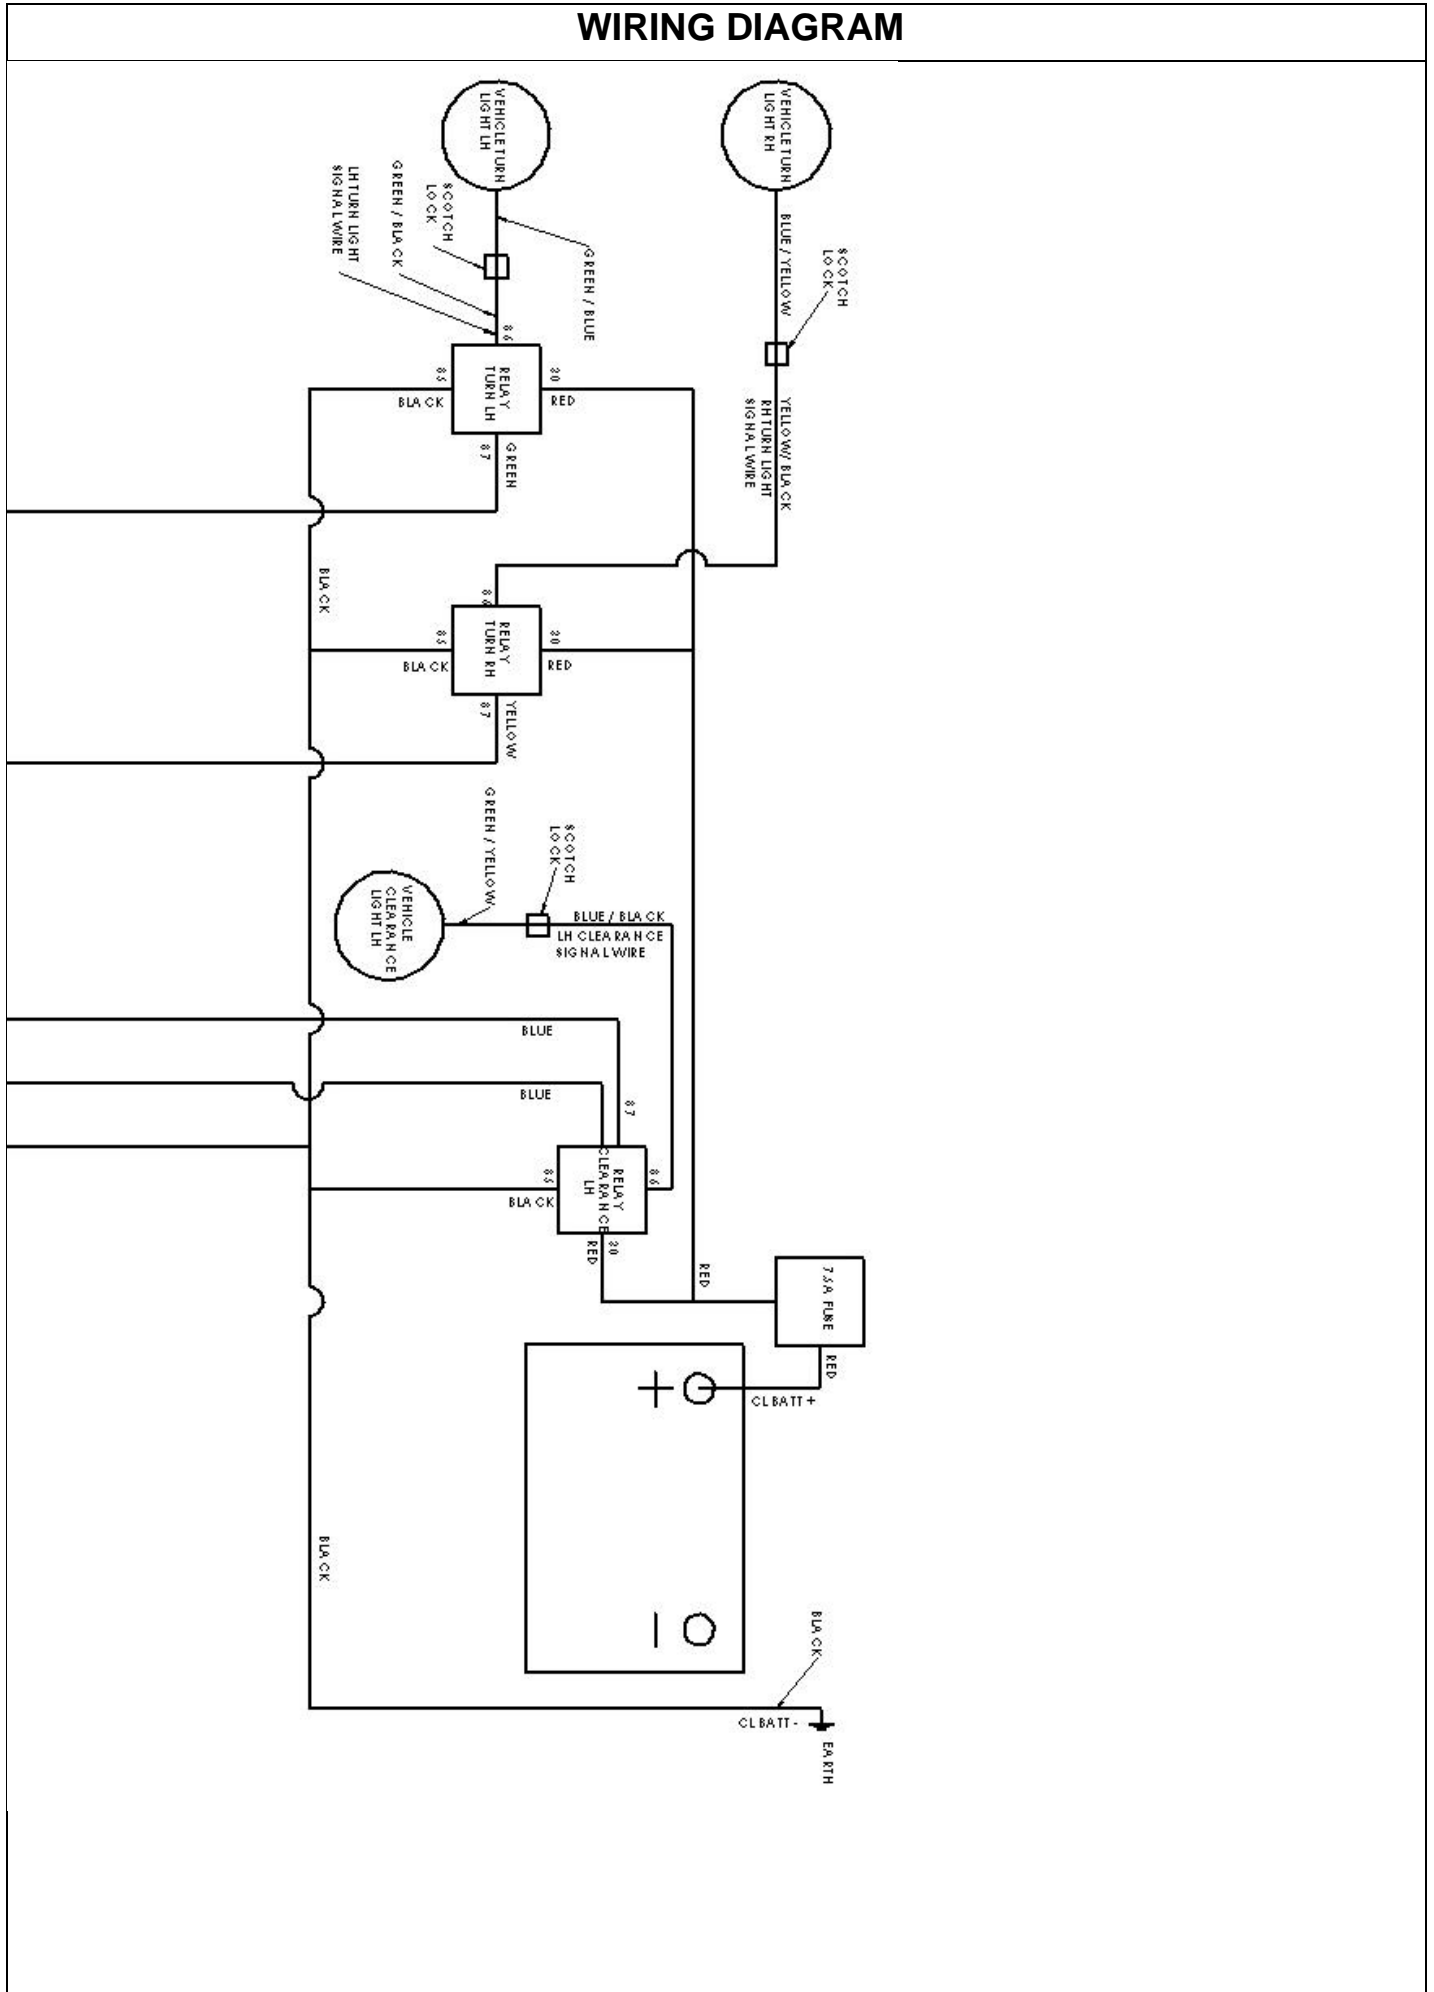 WIRING DIAGRAM
VEHICLE TURN
LIGHT LH
VEHICLE TURN
LIGHT RH
LH TURN LIGHT
SIGNAL WIRE
GREEN / BLACK
SCOTCH
LOCK
GREEN / BLUE
BLUE / YELLOW
SCOTCH
LOCK
86
85
BLACK
RELAY
TURN LH
30
RED
87
GREEN
YELLOW/ BLACK
RH TURN LIGHT
SIGNAL WIRE
BLACK
86
85
BLACK
RELAY
TURN RH
30
RED
87
YELLOW
GREEN / YELLOW
SCOTCH
LOCK
VEHICLE
CLEARANCE
LIGHT LH
BLUE / BLACK
LH CLEARANCE
SIGNAL WIRE
BLUE
BLUE
87
85
BLACK
RELAY
CLEARANCE
LH
86
30
RED
RED
7.5A FUSE
RED
+
CL BATT +
BLACK
–
BLACK
CL BATT -
EARTH